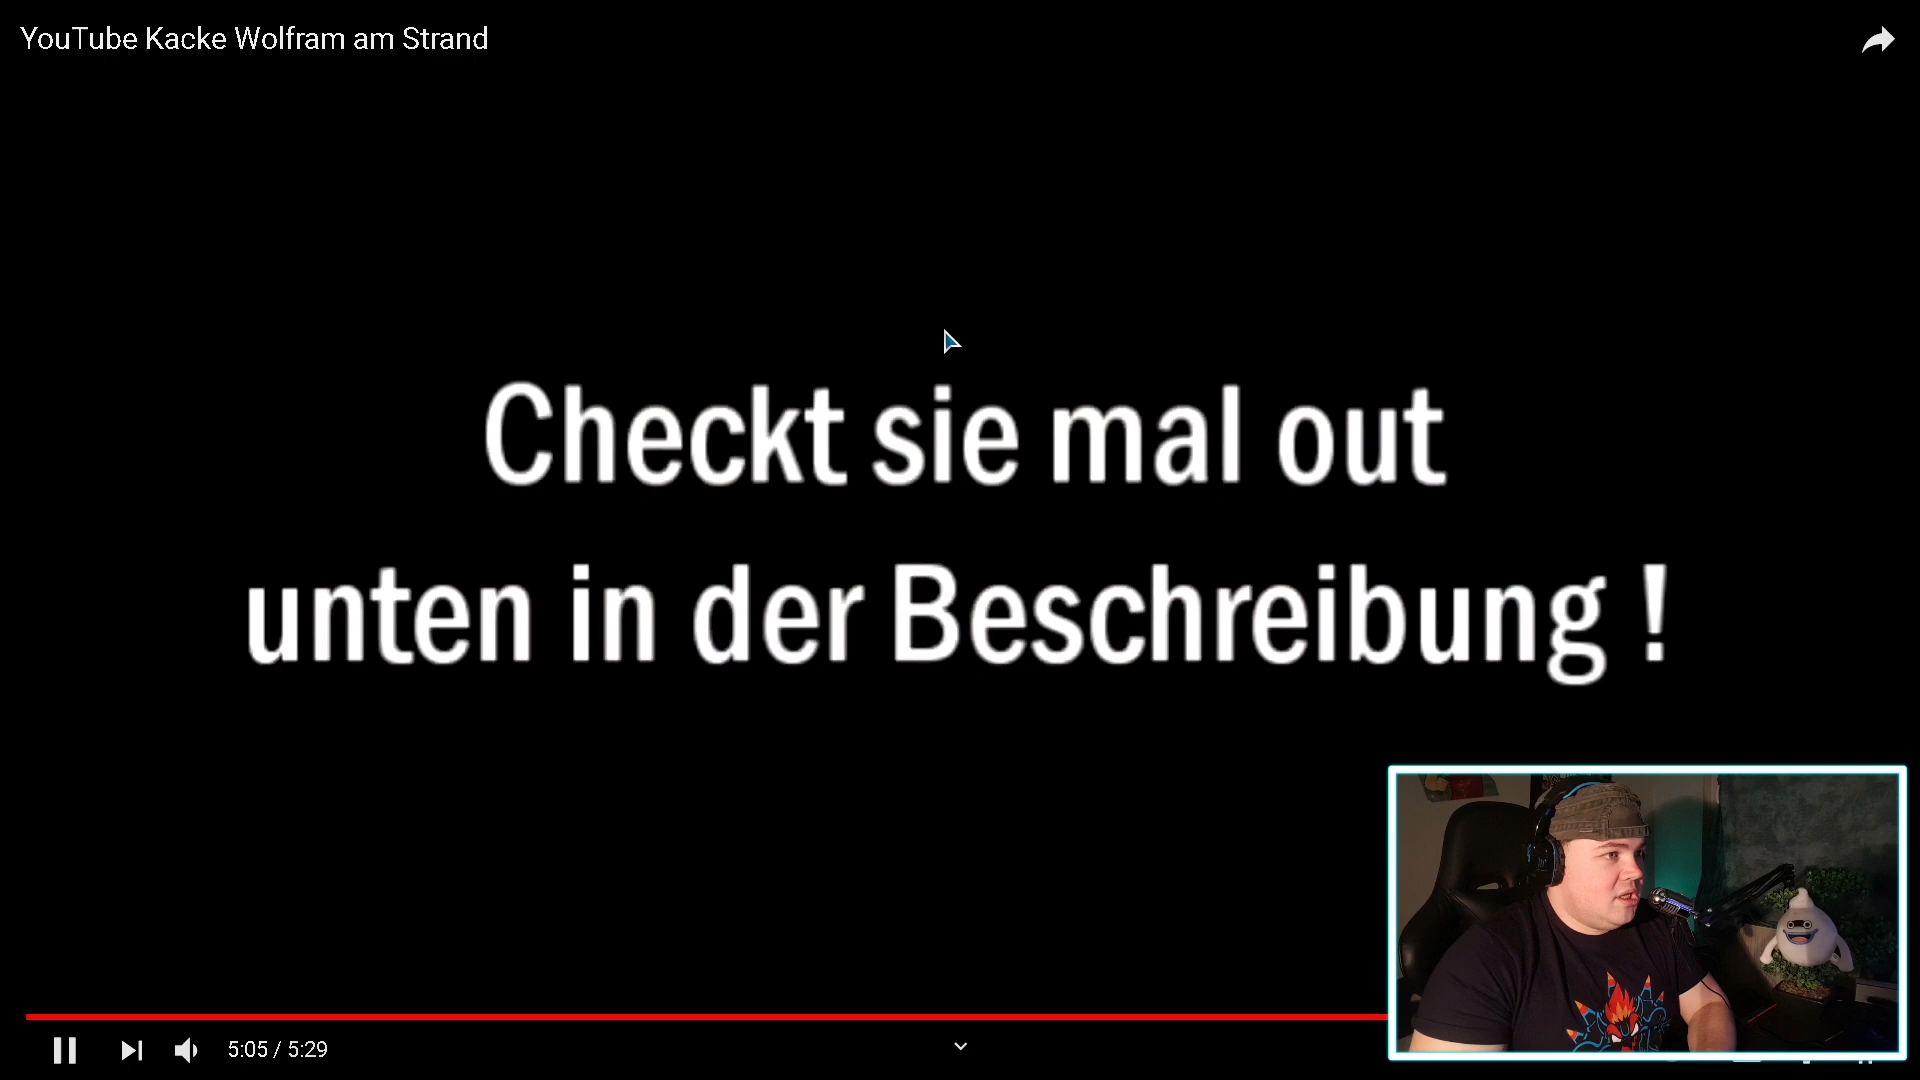 YouTube Kacke Wolfram am Strand
Checkt sie mal out
unten in der Beschreibung !
5:05 / 5:29